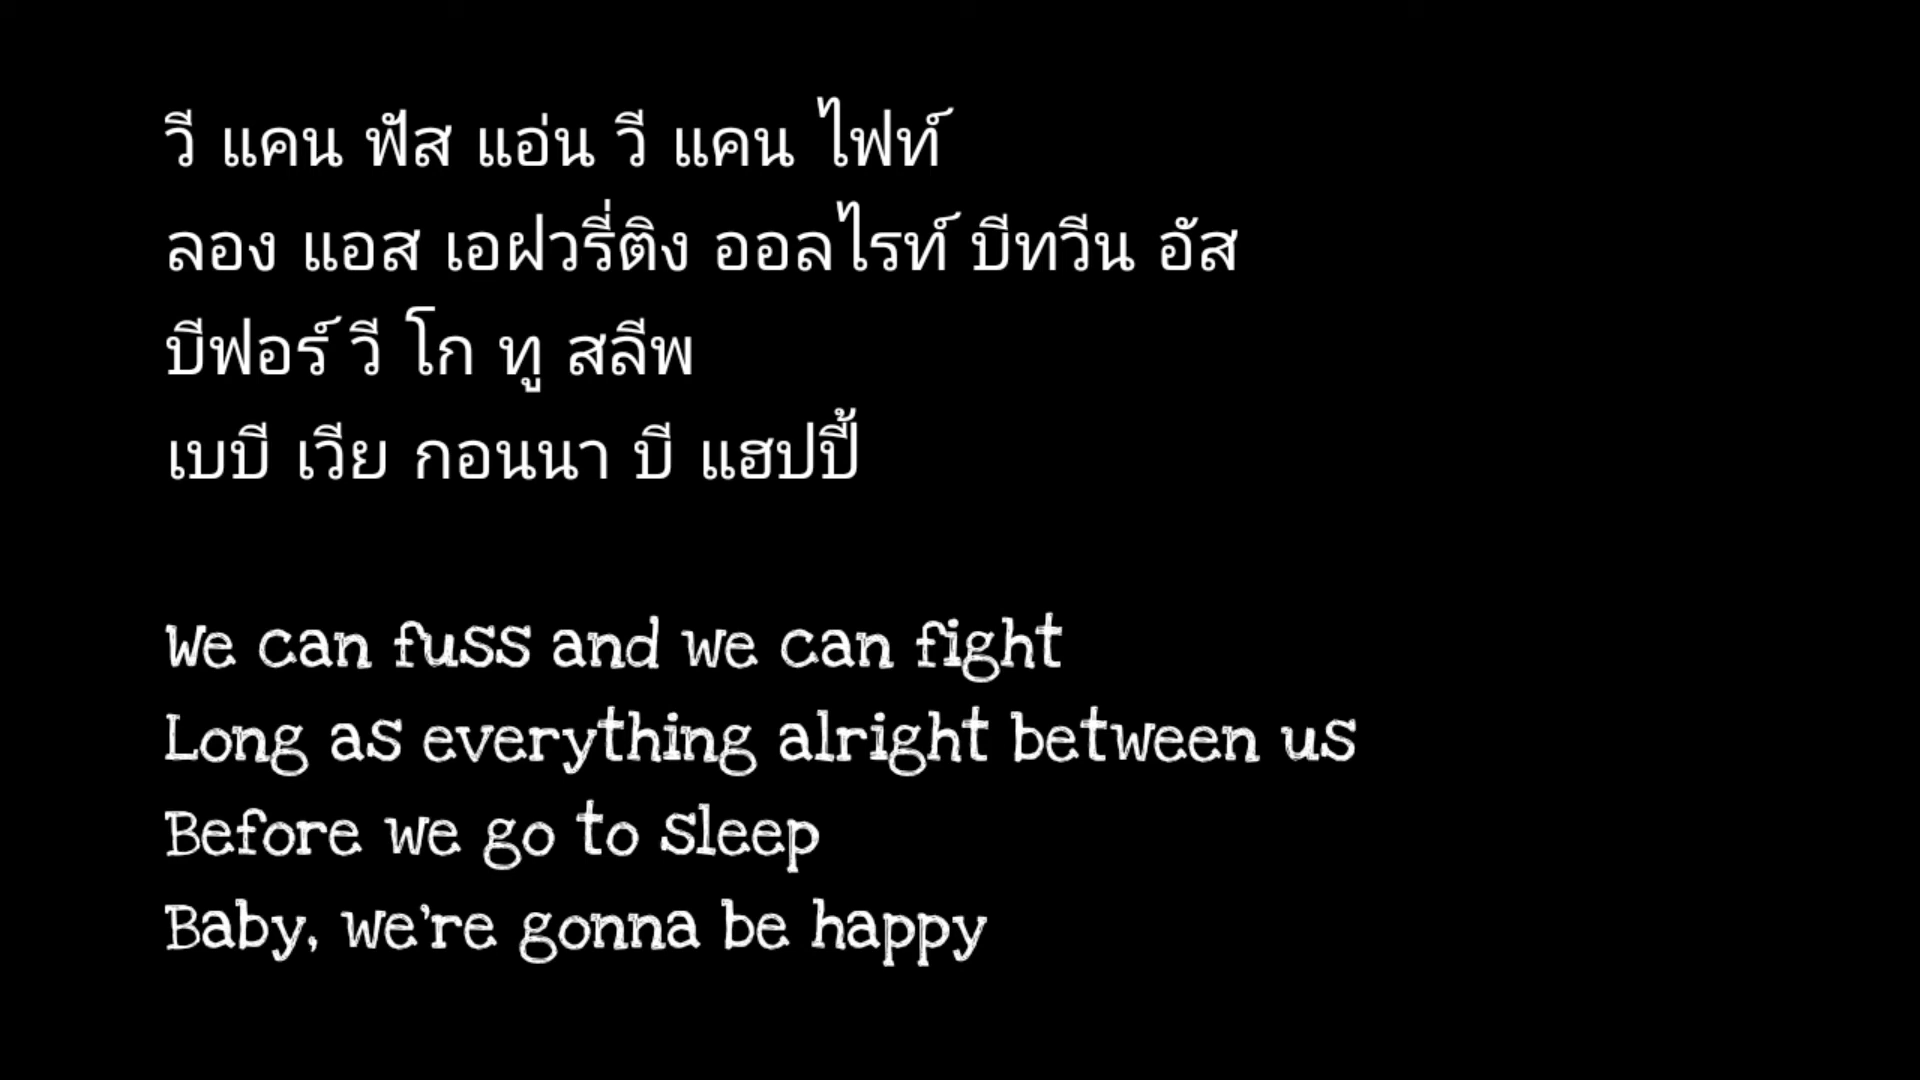 วี แคน ฟัส แอ่น วี แคน ไฟท์
ลอง แอส เอฝวรี่ติง ออลไรท์ บีทวีน อัส
บีฟอร์ วี โก ทู สลีพ
เบบี เวีย กอนนา บี แฮปปี้
We can fuss and we can fight
Long as everything alright between us
Before we go to sleep
Baby, we're gonna be happy